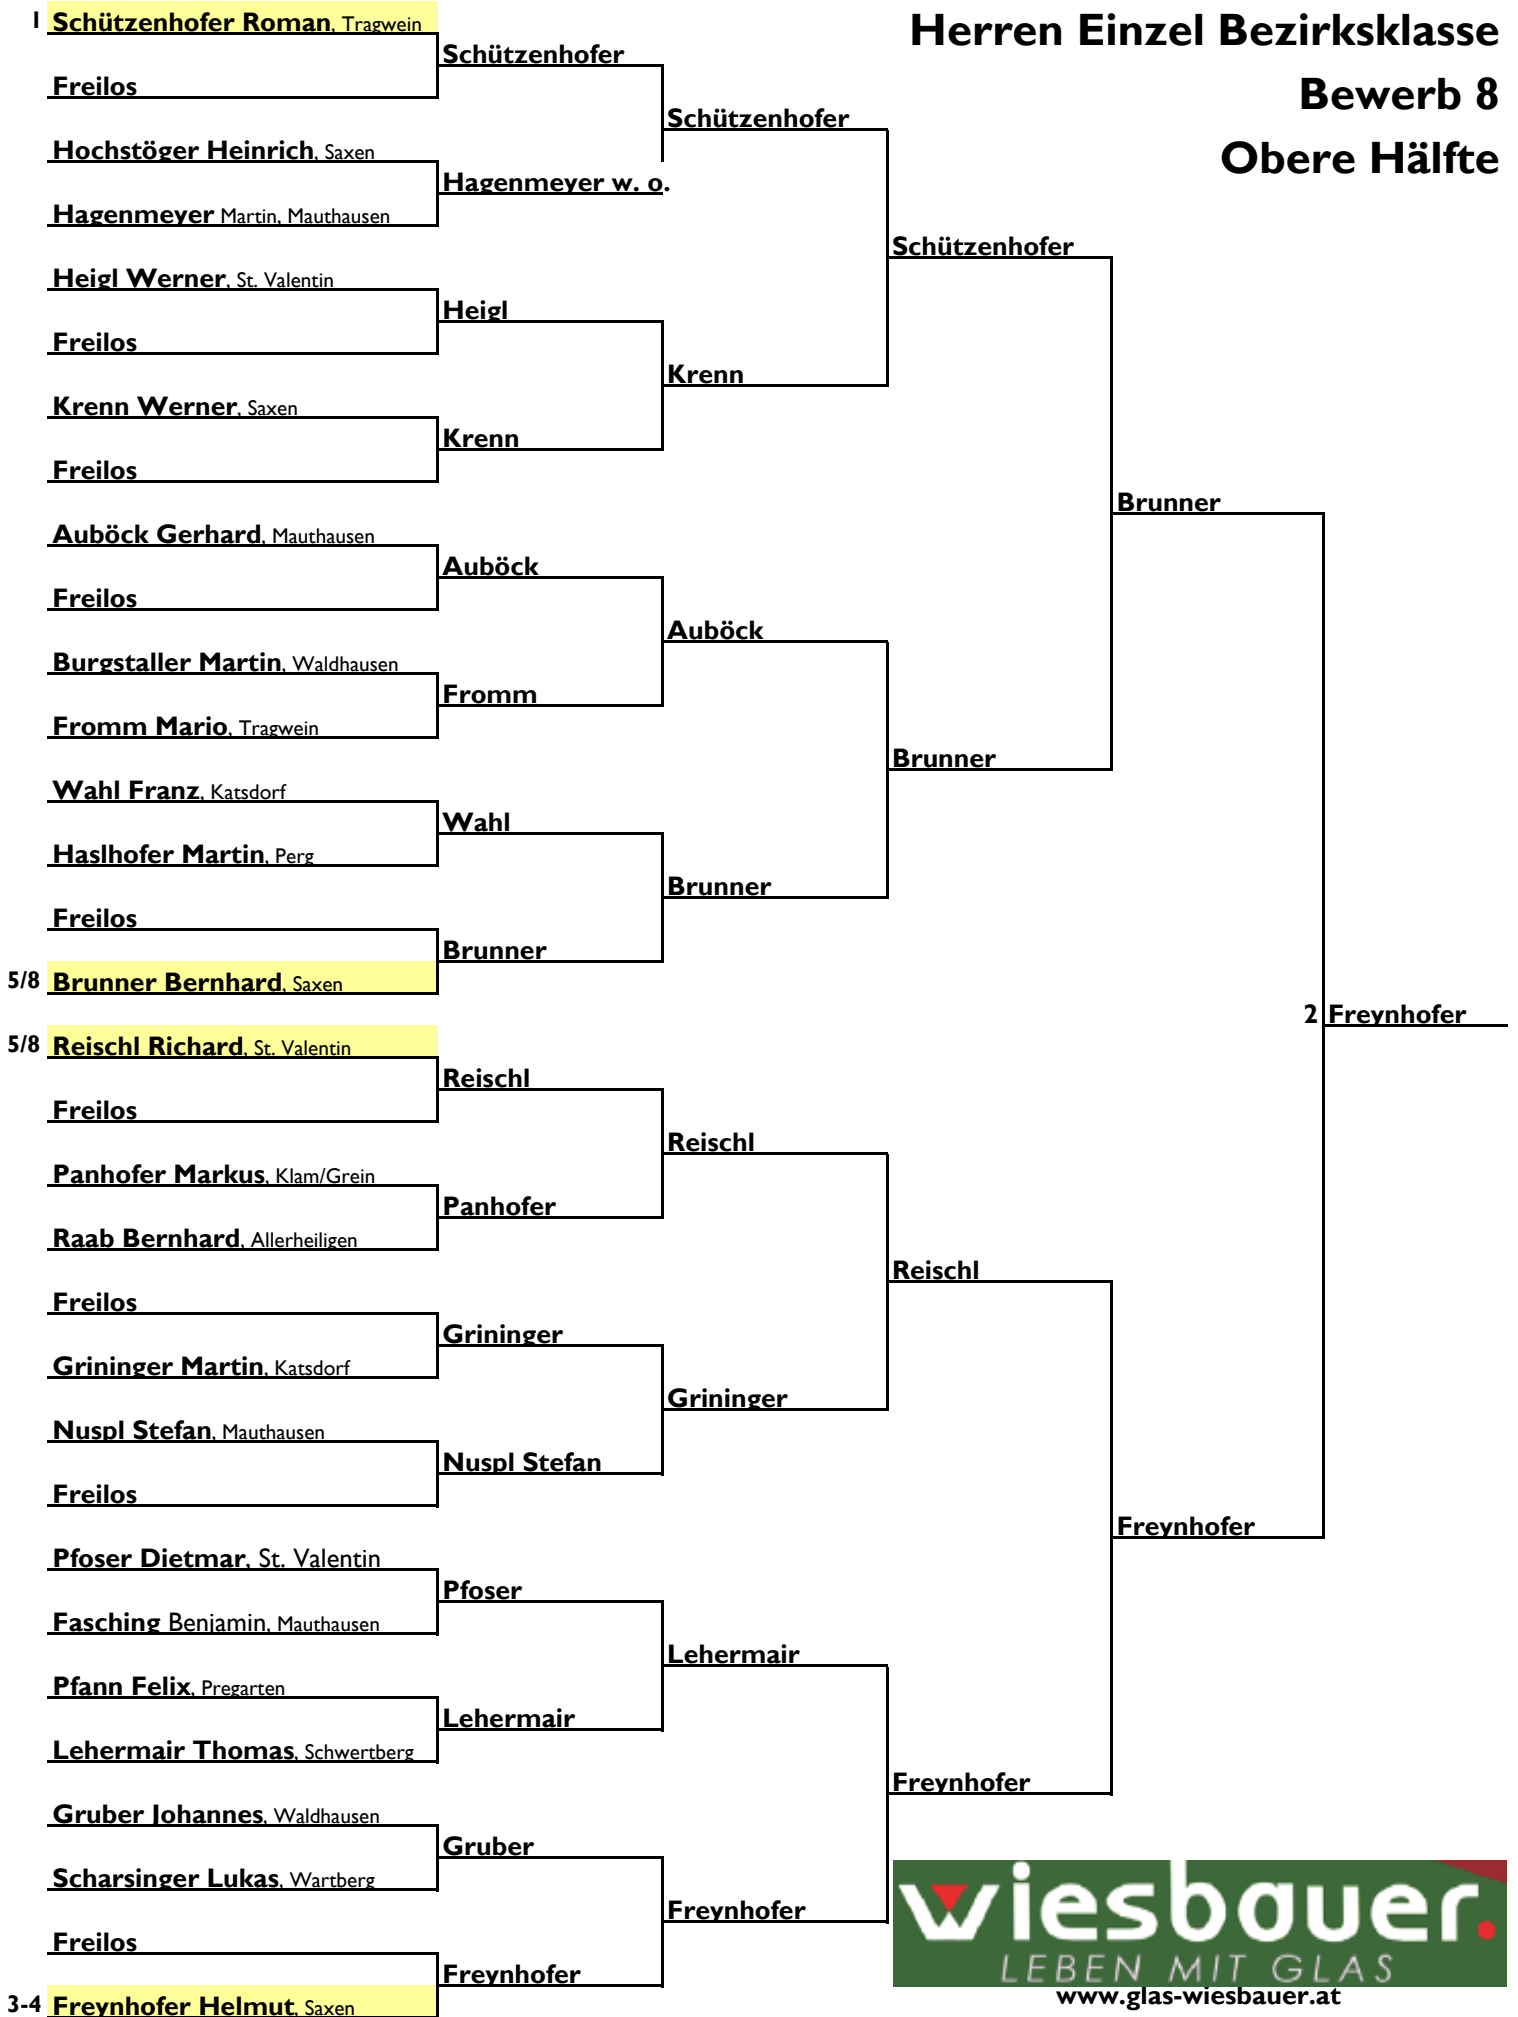 Herren Einzel Bezirksklasse
Bewerb 8
Obere Hälfte
1 Schützenhofer Roman, Tragwein
Schützenhofer
Freilos
Schützenhofer
Hochstöger Heinrich, Saxen
Hagenmeyer w. o.
Hagenmeyer Martin, Mauthausen
Schützenhofer
Heigl Werner, St. Valentin
Heigl
Freilos
Krenn
Krenn Werner, Saxen
Krenn
Freilos
Brunner
Auböck Gerhard, Mauthausen
Auböck
Freilos
Auböck
Burgstaller Martin, Waldhausen
Fromm
Fromm Mario, Tragwein
Brunner
Wahl Franz, Katsdorf
Wahl
Haslhofer Martin, Perg
Brunner
Freilos
Brunner
5/8 Brunner Bernhard, Saxen
2 Freynhofer
5/8 Reischl Richard, St. Valentin
Reischl
Freilos
Reischl
Panhofer Markus, Klam/Grein
Panhofer
Raab Bernhard, Allerheiligen
Reischl
Freilos
Grininger
Grininger Martin, Katsdorf
Grininger
Nuspl Stefan, Mauthausen
Nuspl Stefan
Freilos
Freynhofer
Pfoser Dietmar, St. Valentin
Pfoser
Fasching Benjamin, Mauthausen
Lehermair
Pfann Felix, Pregarten
Lehermair
Lehermair Thomas, Schwertberg
Freynhofer
Gruber Johannes, Waldhausen
Gruber
Scharsinger Lukas, Wartberg
Freynhofer
Freilos
Freynhofer
3-4 Freynhofer Helmut, Saxen
wiesbauer.
LEBEN MIT GLAS
www.glas-wiesbauer.at